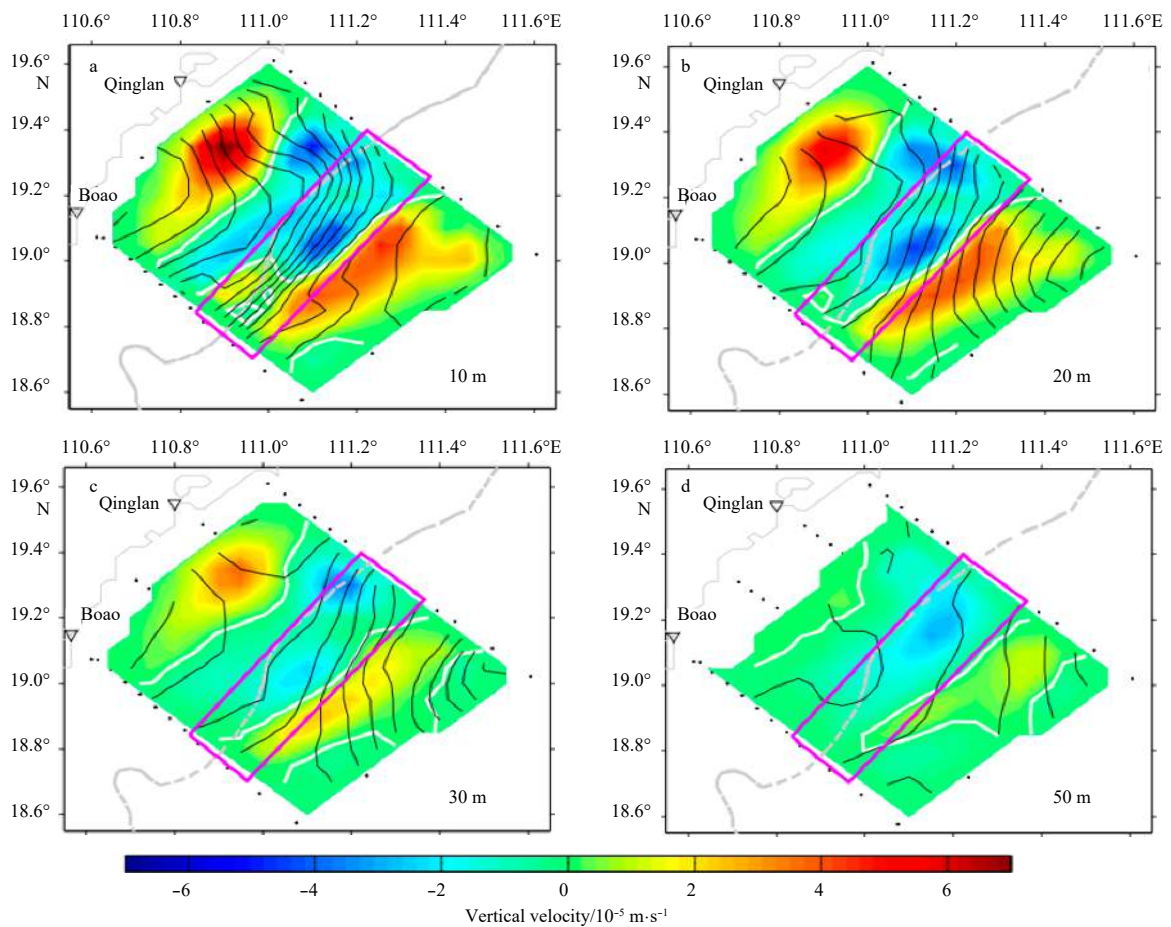 110.6° 110.8° 111.0° 111.2° 111.4° 111.6°E
19.6°
N
19.4°
19.2°
19.0°
18.8°
18.6°
a
Qinglan
Boao
10 m
110.6° 110.8° 111.0° 111.2° 111.4° 111.6°E
19.6°
N
19.4°
19.2°
19.0°
18.8°
18.6°
b
Qinglan
Boao
20 m
110.6° 110.8° 111.0° 111.2° 111.4° 111.6°E
19.6°
N
19.4°
19.2°
19.0°
18.8°
18.6°
c
Qinglan
Boao
30 m
110.6° 110.8° 111.0° 111.2° 111.4° 111.6°E
19.6°
N
19.4°
19.2°
19.0°
18.8°
18.6°
d
Qinglan
Boao
50 m
−6 −4 −2 0 2 4 6
Vertical velocity/10⁻⁵ m·s⁻¹